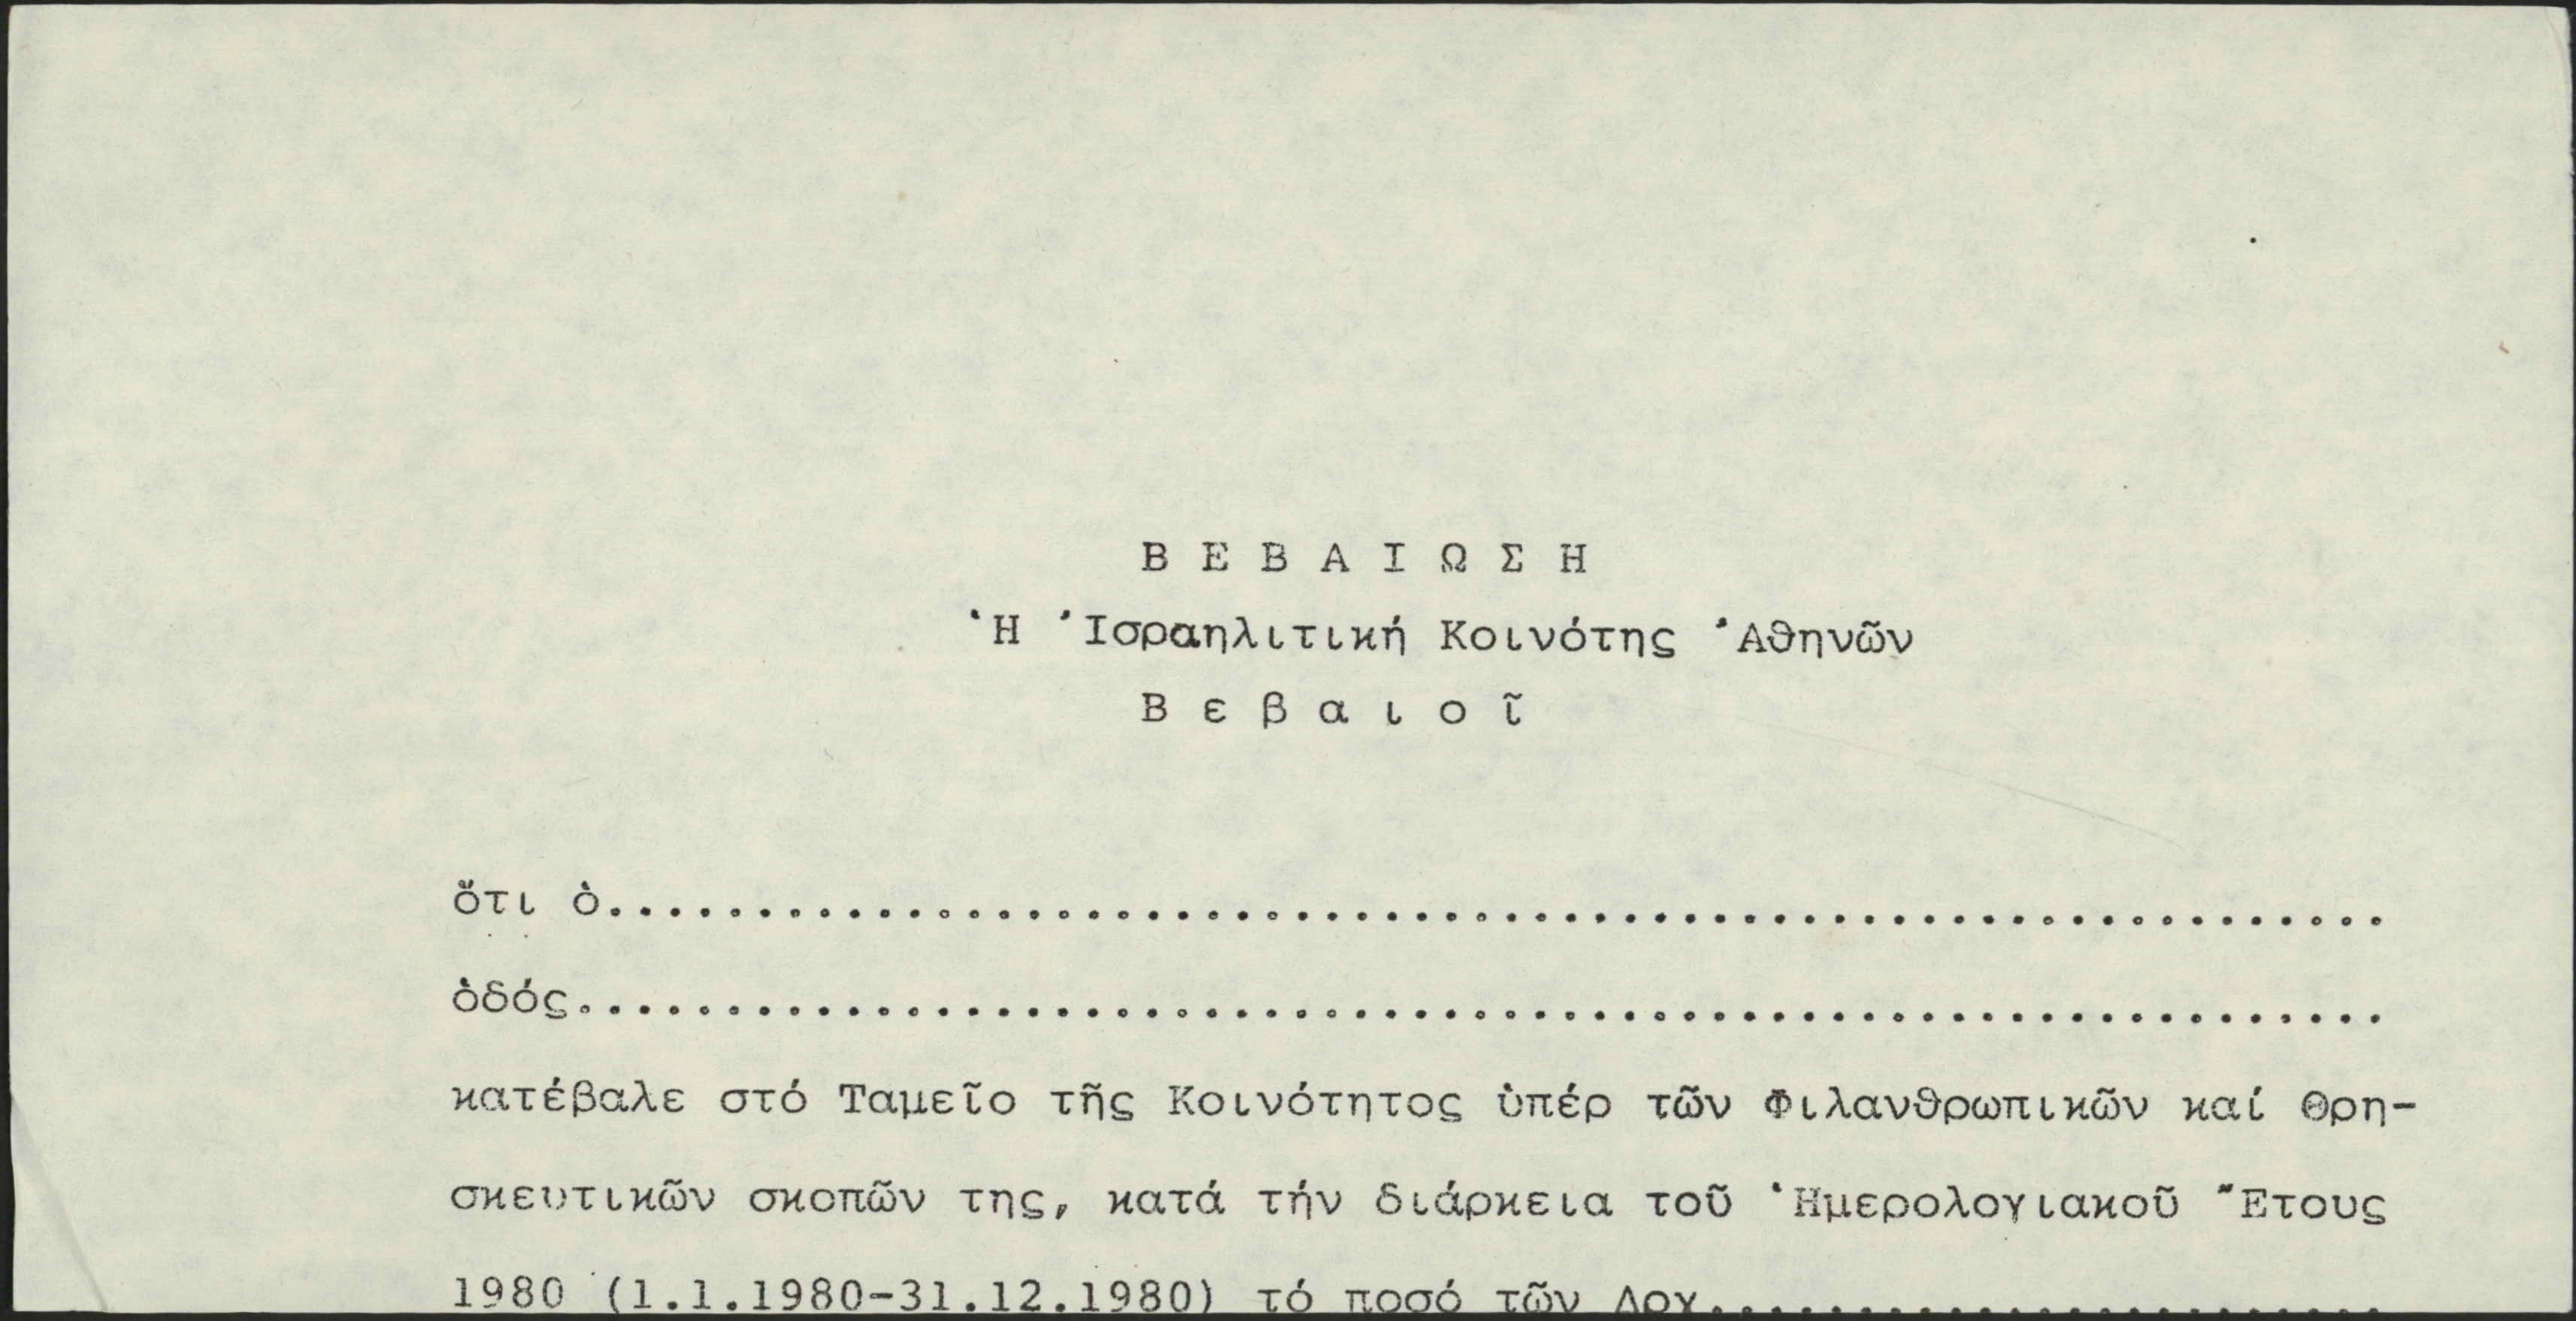 Β Ε Β Α Ι Ω Σ Η
Ἡ Ἰσραηλιτική Κοινότης Ἀθηνῶν
Β ε β α ι ο ῖ
ὅτι ὁ............................................................
ὁδός.............................................................
κατέβαλε στό Ταμεῖο τῆς Κοινότητος ὑπέρ τῶν Φιλανθρωπικῶν καί Θρη-
σκευτικῶν σκοπῶν της, κατά τήν διάρκεια τοῦ Ἡμερολογιακοῦ Ἔτους
1980 (1.1.1980-31.12.1980) τό ποσό τῶν Δρχ.......................